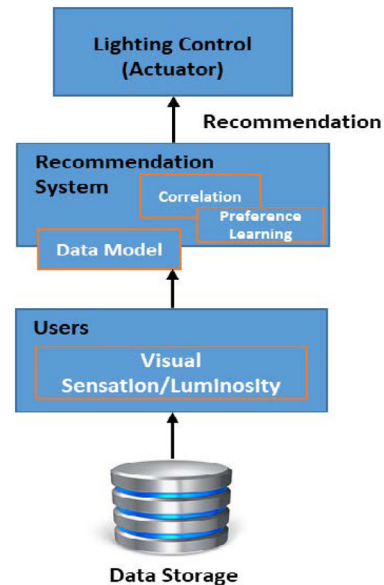 Lighting Control
(Actuator)
Recommendation
Recommendation
System
Correlation
Preference
Learning
Data Model
Users
Visual
Sensation/Luminosity
Data Storage